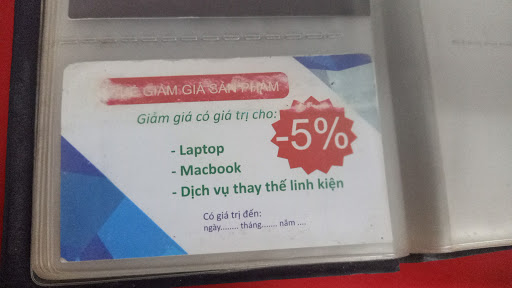 GIẢM GIÁ SẢN PHẨM
Giảm giá có giá trị cho:
-5%
- Laptop
- Macbook
- Dịch vụ thay thế linh kiện
Có giá trị đến:
ngày........ tháng....... năm ....